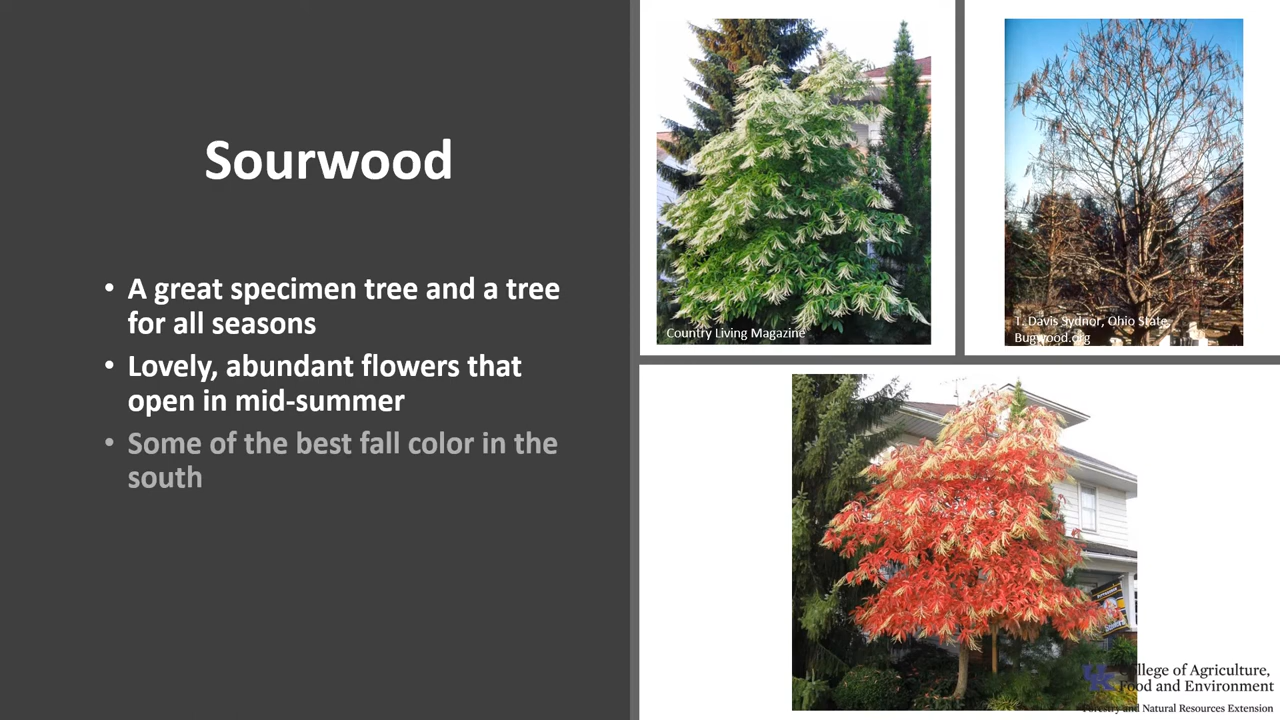 Sourwood
• A great specimen tree and a tree
for all seasons
• Lovely, abundant flowers that
open in mid-summer
• Some of the best fall color in the
south
Country Living Magazine
T. Davis Sydnor, Ohio State,
Bugwood.org
UK College of Agriculture,
Food and Environment
Forestry and Natural Resources Extension